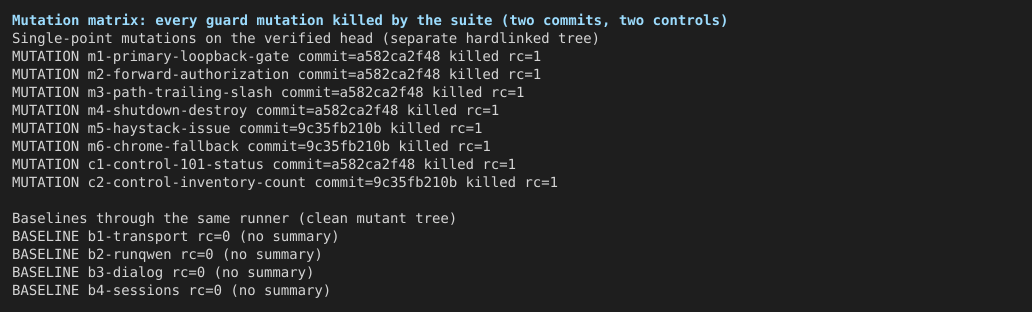 Mutation matrix: every guard mutation killed by the suite (two commits, two controls)
Single-point mutations on the verified head (separate hardlinked tree)
MUTATION m1-primary-loopback-gate commit=a582ca2f48 killed rc=1
MUTATION m2-forward-authorization commit=a582ca2f48 killed rc=1
MUTATION m3-path-trailing-slash commit=a582ca2f48 killed rc=1
MUTATION m4-shutdown-destroy commit=a582ca2f48 killed rc=1
MUTATION m5-haystack-issue commit=9c35fb210b killed rc=1
MUTATION m6-chrome-fallback commit=9c35fb210b killed rc=1
MUTATION c1-control-101-status commit=a582ca2f48 killed rc=1
MUTATION c2-control-inventory-count commit=9c35fb210b killed rc=1
Baselines through the same runner (clean mutant tree)
BASELINE b1-transport rc=0 (no summary)
BASELINE b2-runqwen rc=0 (no summary)
BASELINE b3-dialog rc=0 (no summary)
BASELINE b4-sessions rc=0 (no summary)